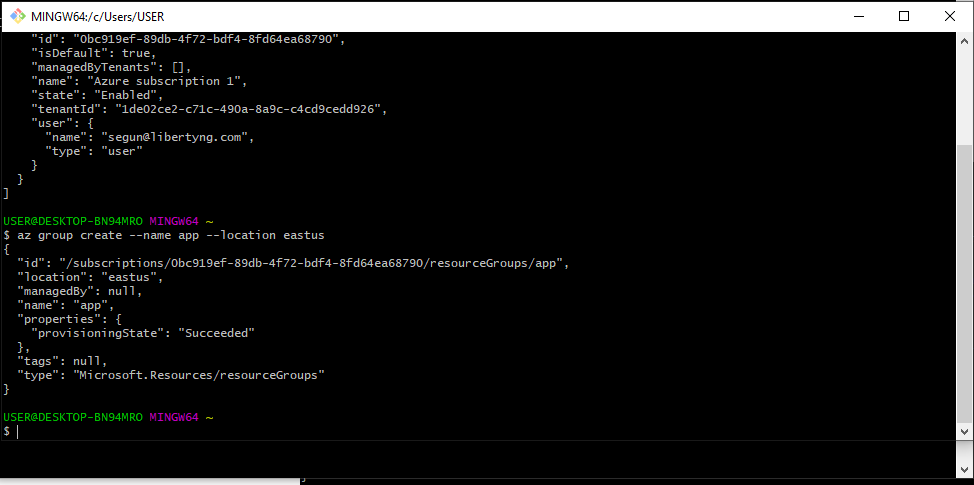 MINGW64:/c/Users/USER
"id": "0bc919ef-89db-4f72-bdf4-8fd64ea68790",
"isDefault": true,
"managedByTenants": [],
"name": "Azure subscription 1",
"state": "Enabled",
"tenantId": "1de02ce2-c71c-490a-8a9c-c4cd9cedd926",
"user": {
"name": "segun@libertyng.com",
"type": "user"
}
}
]
USER@DESKTOP-BN94MRO MINGW64 ~
$ az group create --name app --location eastus
{
"id": "/subscriptions/0bc919ef-89db-4f72-bdf4-8fd64ea68790/resourceGroups/app",
"location": "eastus",
"managedBy": null,
"name": "app",
"properties": {
"provisioningState": "Succeeded"
},
"tags": null,
"type": "Microsoft.Resources/resourceGroups"
}
USER@DESKTOP-BN94MRO MINGW64 ~
$